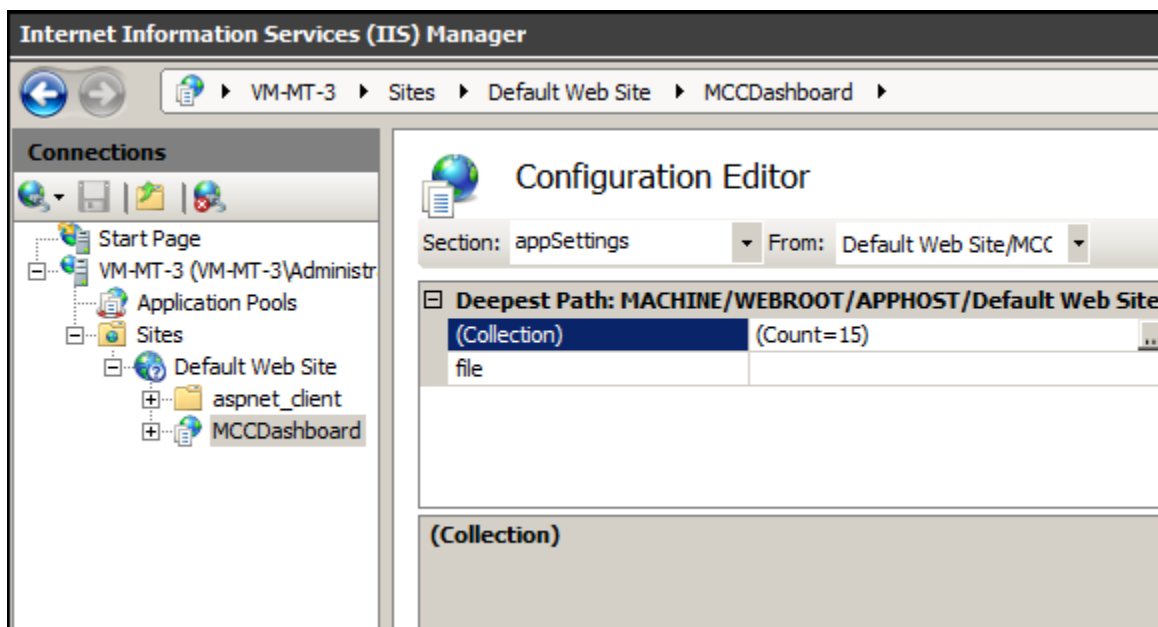 Internet Information Services (IIS) Manager
VM-MT-3 Sites Default Web Site MCCDashboard
Connections
Start Page
VM-MT-3 (VM-MT-3\Administr
Application Pools
Sites
Default Web Site
aspnet_client
MCCDashboard
Configuration Editor
Section: appSettings From: Default Web Site/MCC
Deepest Path: MACHINE/WEBROOT/APPHOST/Default Web Site
(Collection) (Count=15) ..
file
(Collection)